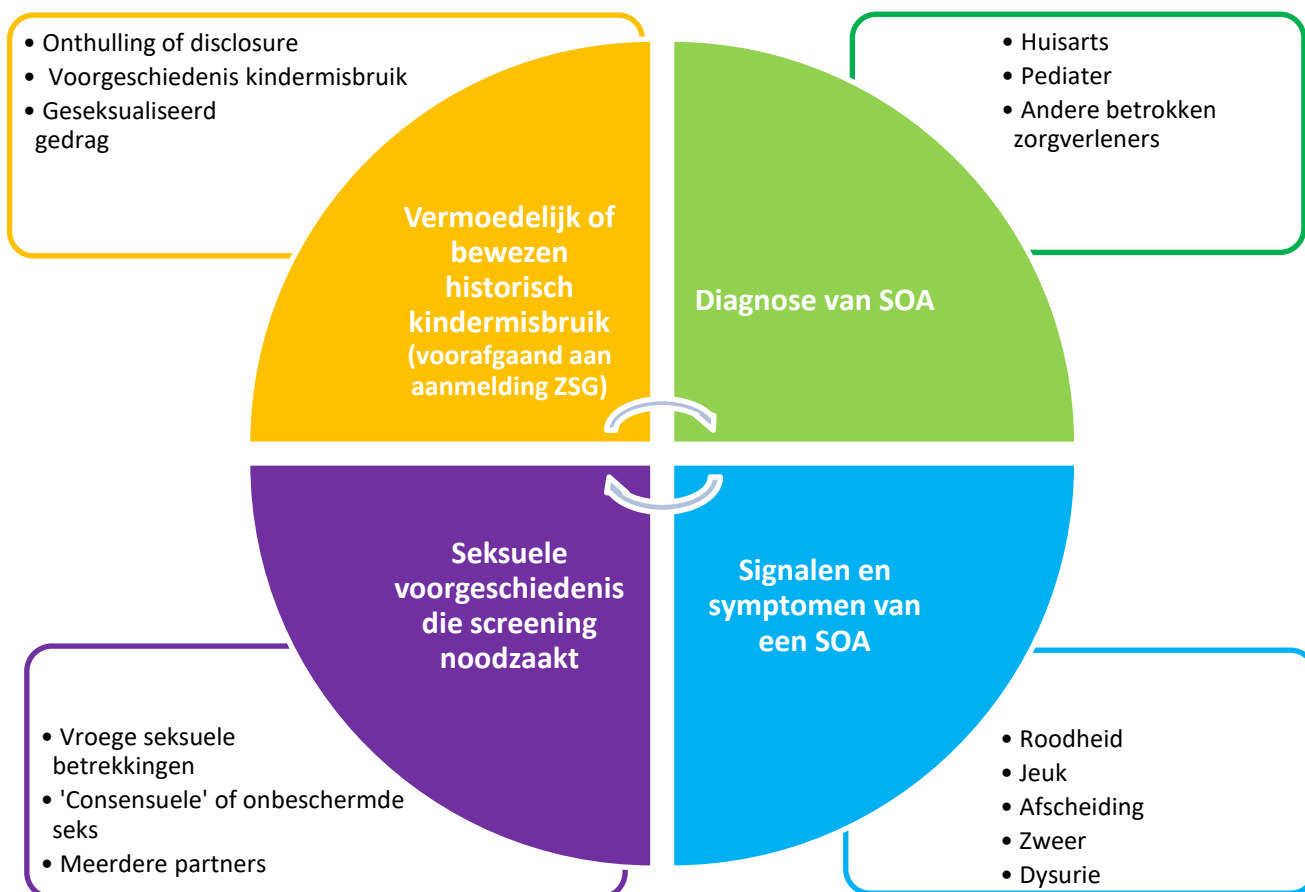 • Onthulling of disclosure
• Voorgeschiedenis kindermisbruik
• Geseksualiseerd
gedrag
• Huisarts
• Pediater
• Andere betrokken
zorgverleners
Vermoedelijk of
bewezen
historisch
kindermisbruik
(voorafgaand aan
aanmelding ZSG)
Diagnose van SOA
Seksuele
voorgeschiedenis
die screening
noodzaakt
Signalen en
symptomen van
een SOA
• Vroege seksuele
betrekkingen
• 'Consensuele' of onbeschermde
seks
• Meerdere partners
• Roodheid
• Jeuk
• Afscheiding
• Zweer
• Dysurie